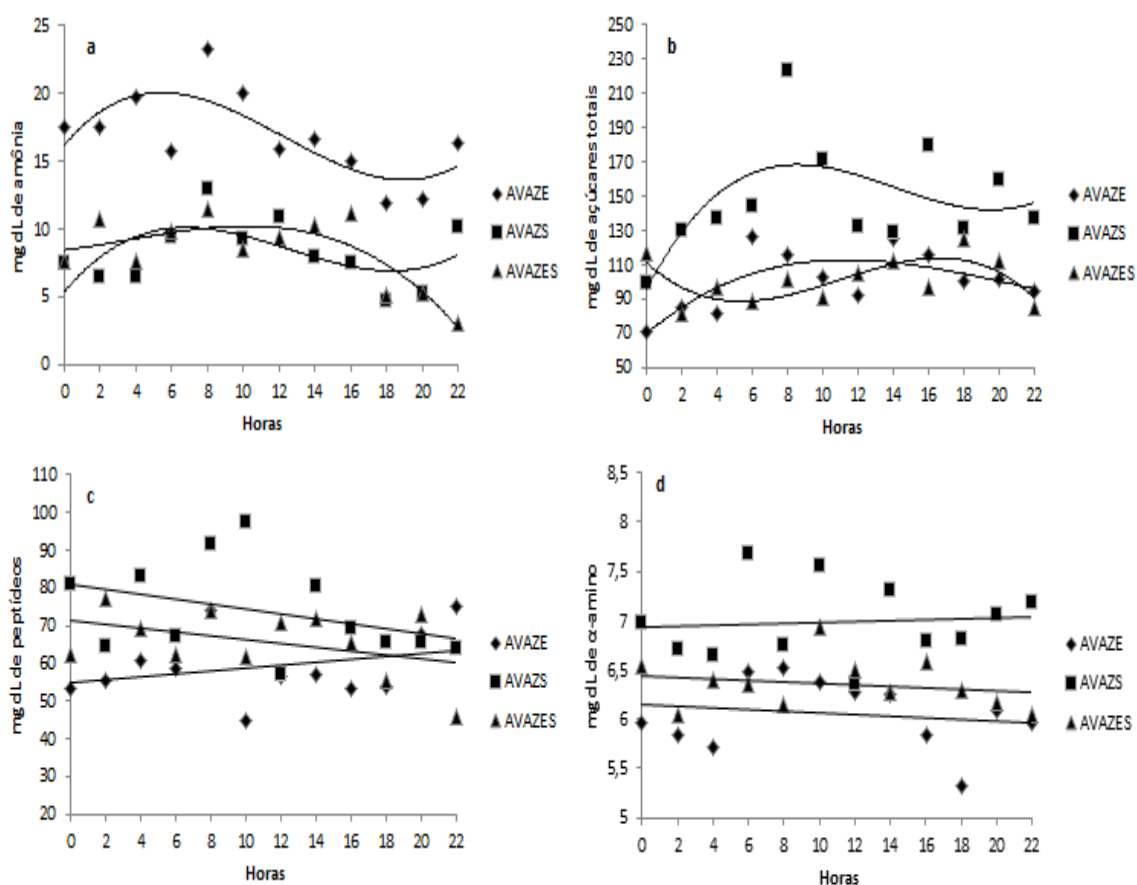 a
mg dL de amônia
25
20
15
10
5
0
0 2 4 6 8 10 12 14 16 18 20 22
Horas
AVAZE
AVAZS
AVAZES
b
mg dL de açúcares totais
250
230
210
190
170
150
130
110
90
70
50
0 2 4 6 8 10 12 14 16 18 20 22
Horas
AVAZE
AVAZS
AVAZES
c
mg dL de peptídeos
110
100
90
80
70
60
50
40
30
20
0 2 4 6 8 10 12 14 16 18 20 22
Horas
AVAZE
AVAZS
AVAZES
d
mg dL de α-amino
8,5
8
7,5
7
6,5
6
5,5
5
0 2 4 6 8 10 12 14 16 18 20 22
Horas
AVAZE
AVAZS
AVAZES